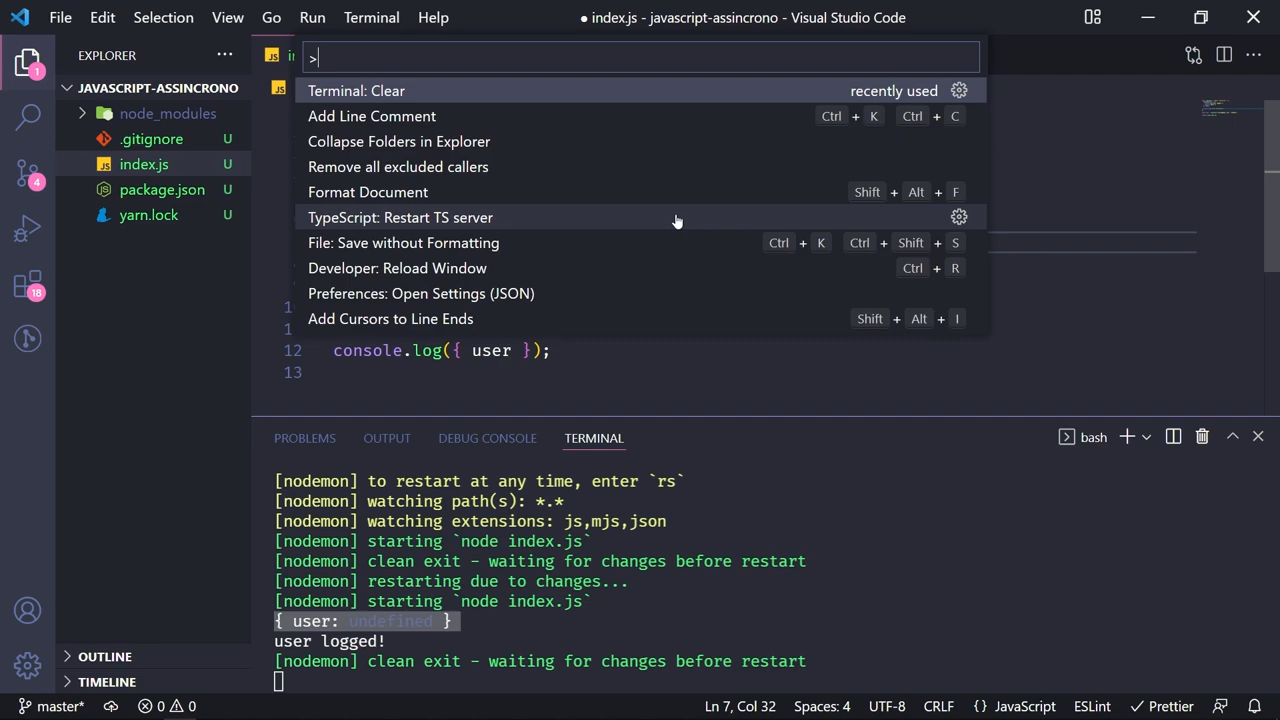 File Edit Selection View Go Run Terminal Help
● index.js - javascript-assincrono - Visual Studio Code
EXPLORER
JAVASCRIPT-ASSINCRONO
node_modules
.gitignore U
index.js U
package.json U
yarn.lock U
OUTLINE
TIMELINE
1
4
18
JS
JS
>
Terminal: Clear recently used
Add Line Comment Ctrl + K Ctrl + C
Collapse Folders in Explorer
Remove all excluded callers
Format Document Shift + Alt + F
TypeScript: Restart TS server
File: Save without Formatting Ctrl + K Ctrl + Shift + S
Developer: Reload Window Ctrl + R
Preferences: Open Settings (JSON)
Add Cursors to Line Ends Shift + Alt + I
12 console.log({ user });
13
PROBLEMS OUTPUT DEBUG CONSOLE TERMINAL
bash
[nodemon] to restart at any time, enter `rs`
[nodemon] watching path(s): *.*
[nodemon] watching extensions: js,mjs,json
[nodemon] starting `node index.js`
[nodemon] clean exit - waiting for changes before restart
[nodemon] restarting due to changes...
[nodemon] starting `node index.js`
{ user: undefined }
user logged!
[nodemon] clean exit - waiting for changes before restart
master* 0 0 Ln 7, Col 32 Spaces: 4 UTF-8 CRLF {} JavaScript ESLint ✓ Prettier